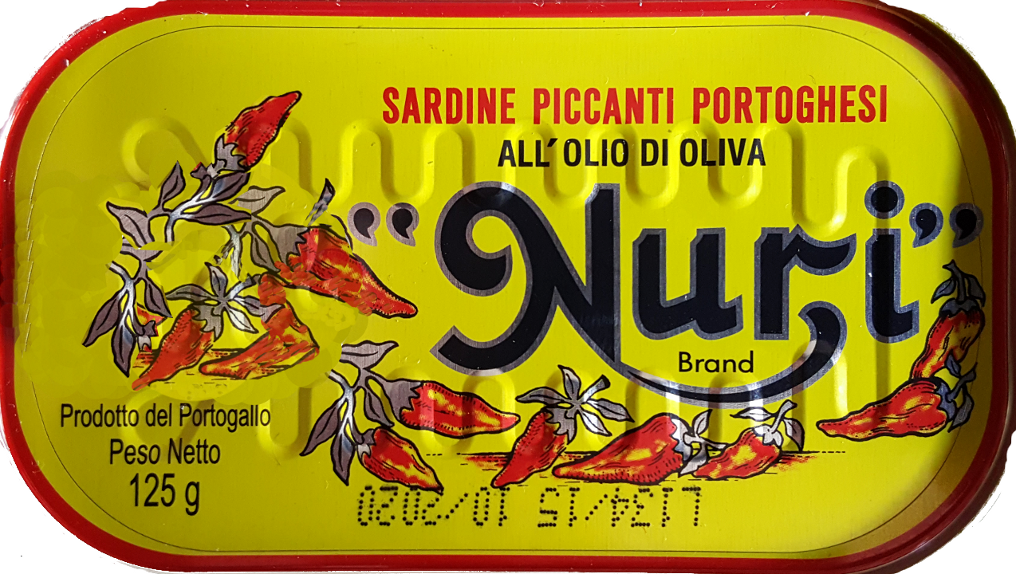 SARDINE PICCANTI PORTOGHESI
ALL'OLIO DI OLIVA
"Nuri"
Brand
Prodotto del Portogallo
Peso Netto
125 g
L134/15 10/2020